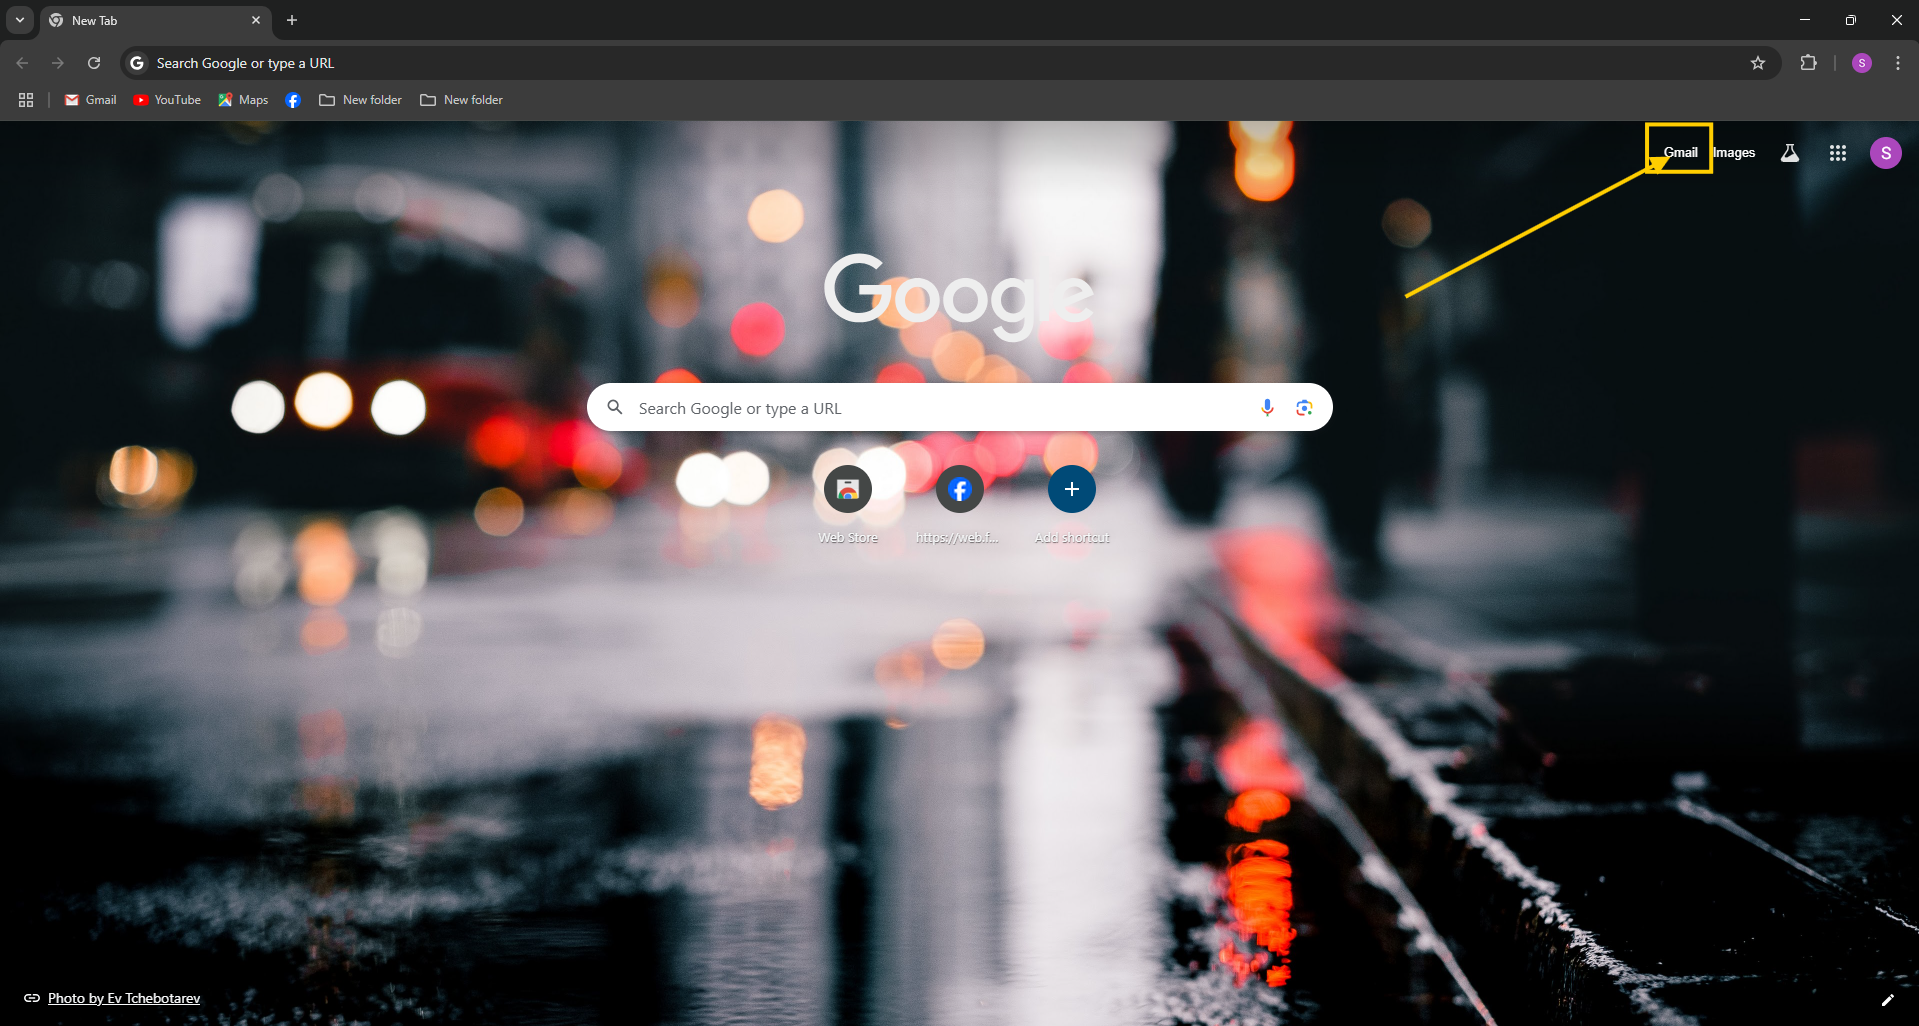 New Tab
Search Google or type a URL
S
Gmail YouTube Maps New folder New folder
Gmail Images S
Google
Search Google or type a URL
Web Store https://web.f... Add shortcut
Photo by Ev Tchebotarev